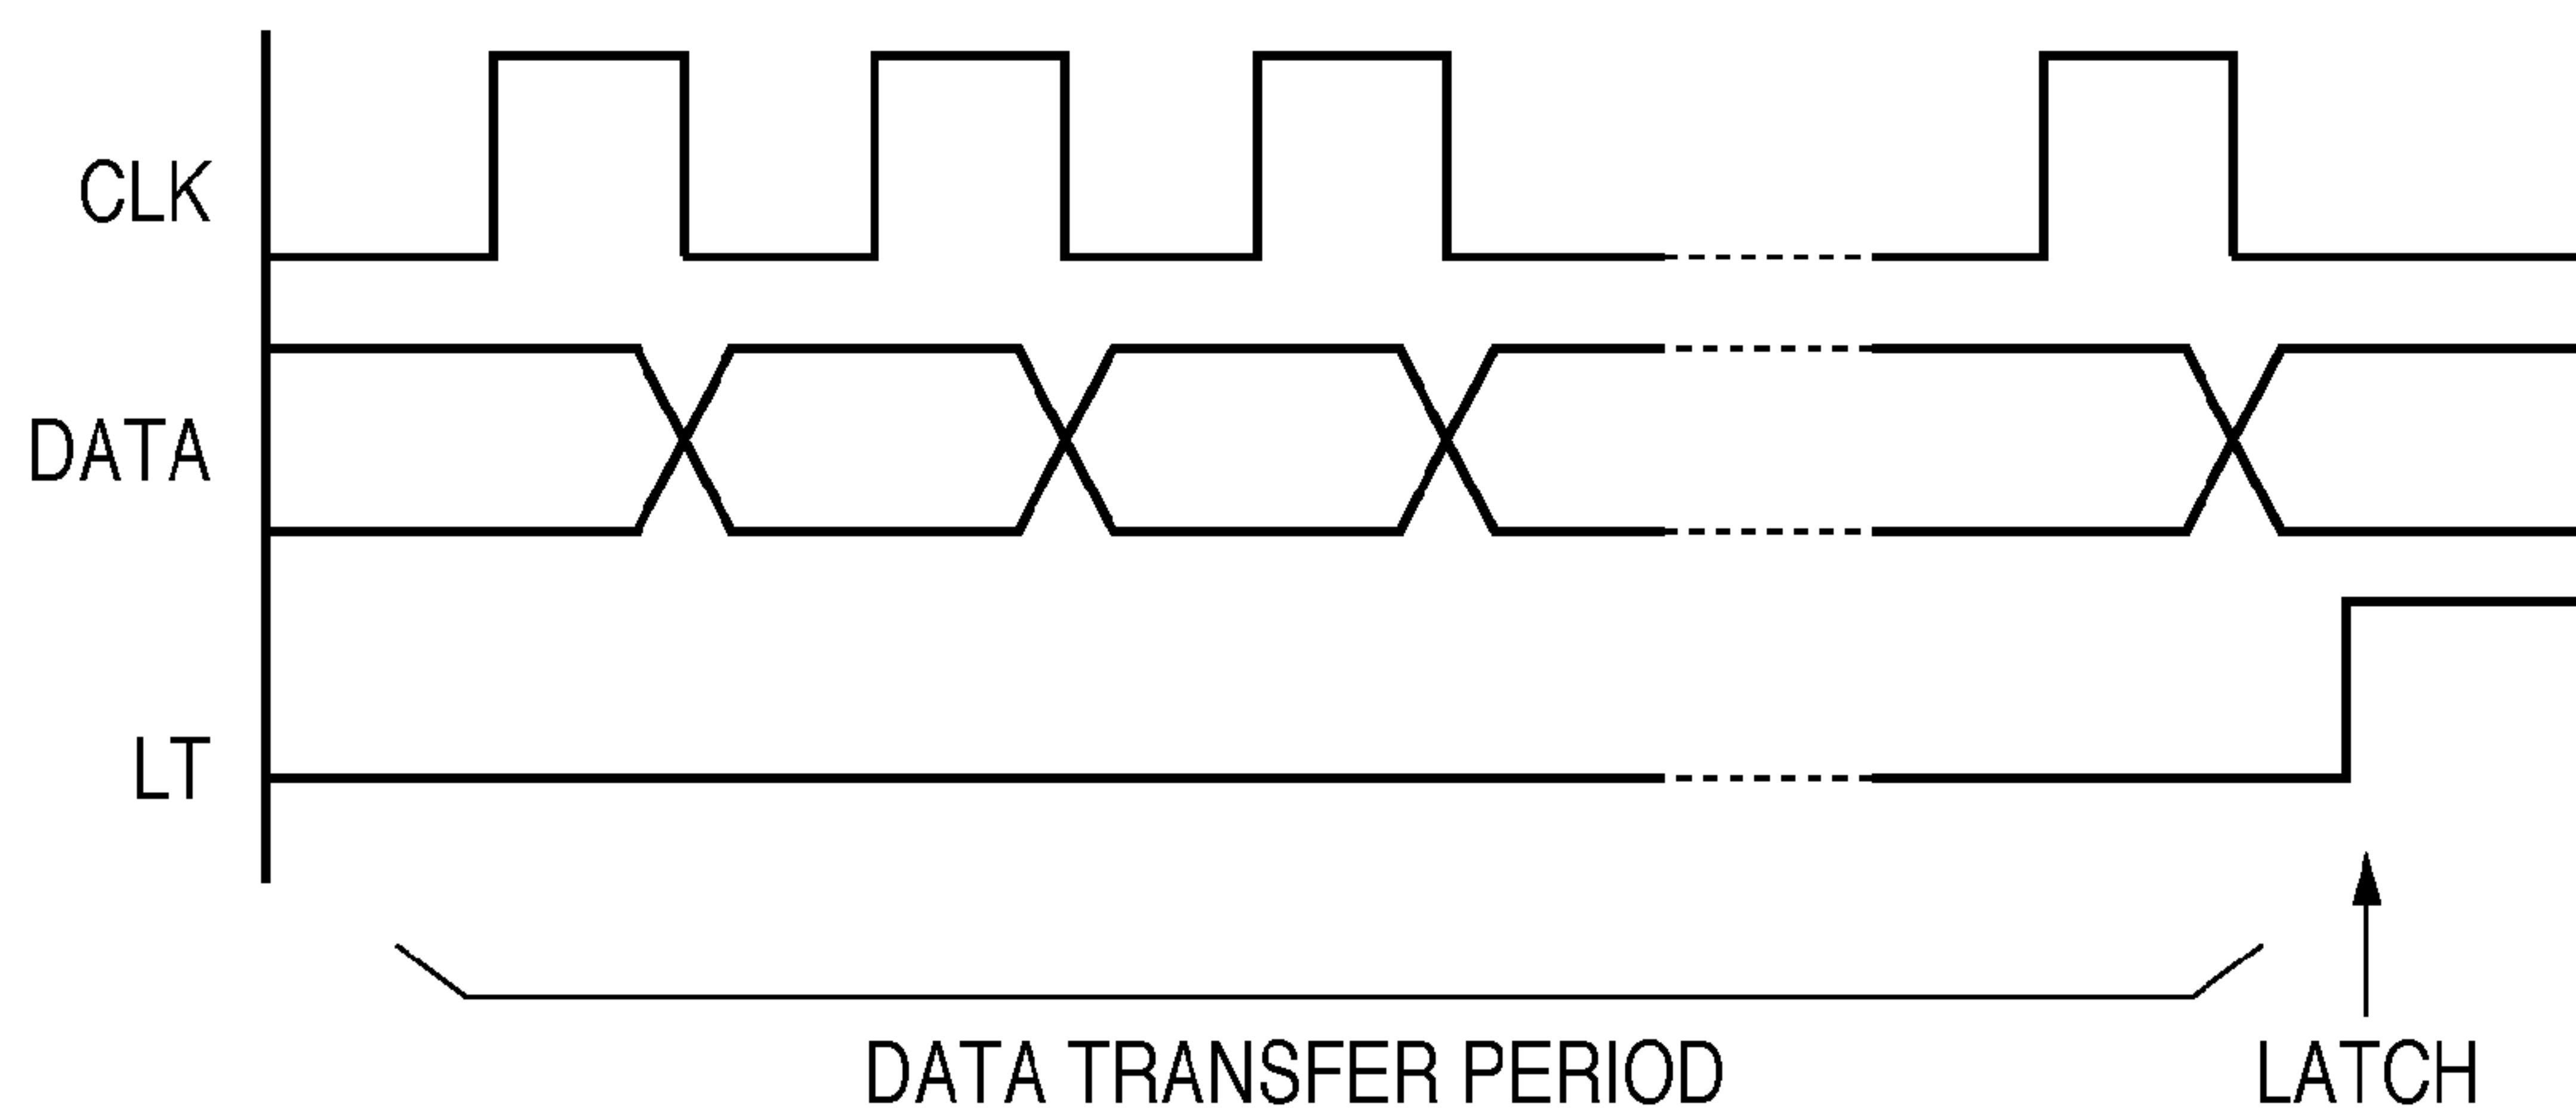 CLK
DATA
LT
DATA TRANSFER PERIOD
LATCH